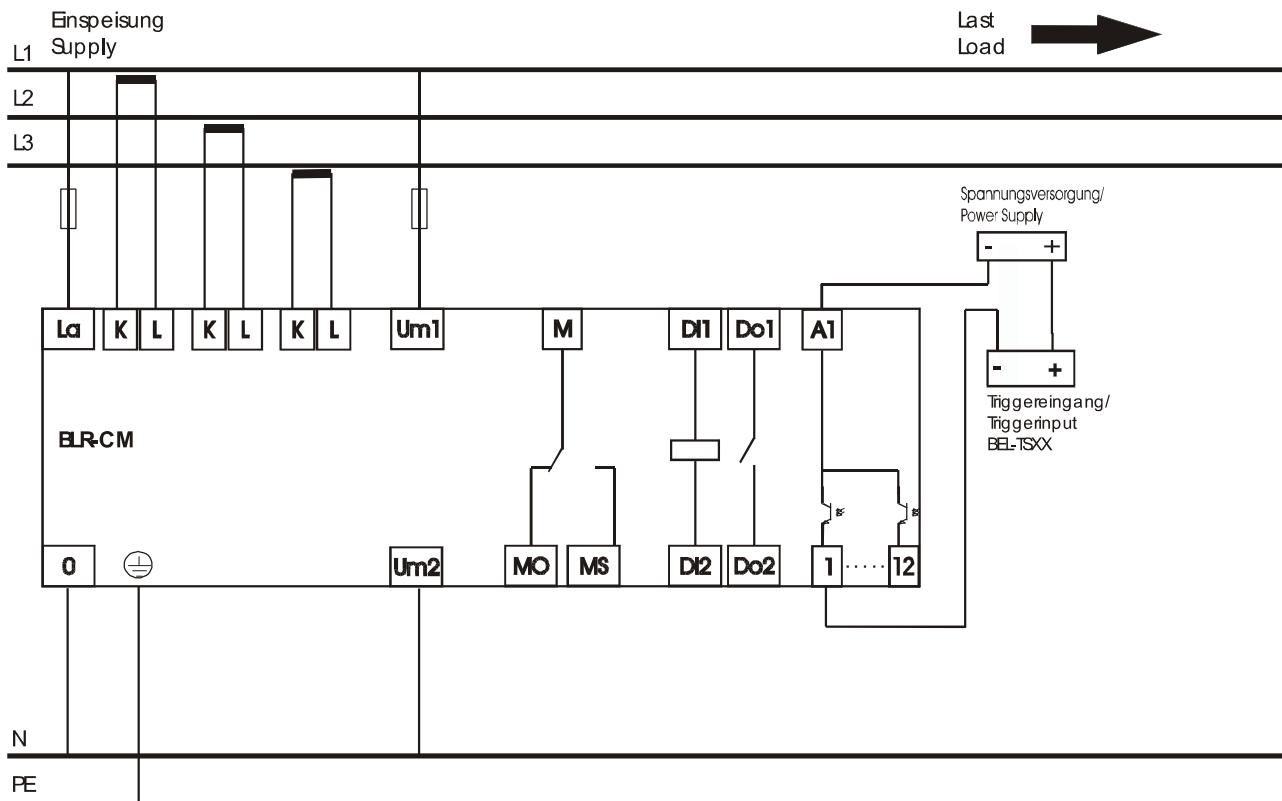 Einspeisung
Supply
Last
Load
L1
L2
L3
Spannungsversorgung/
Power Supply
- +
La K L K L K L Um1 M DI1 Do1 A1
- +
Triggereingang/
Triggerinput
BEL-TSXX
BLR-CM
0 Um2 MO MS DI2 Do2 1 ..... 12
N
PE